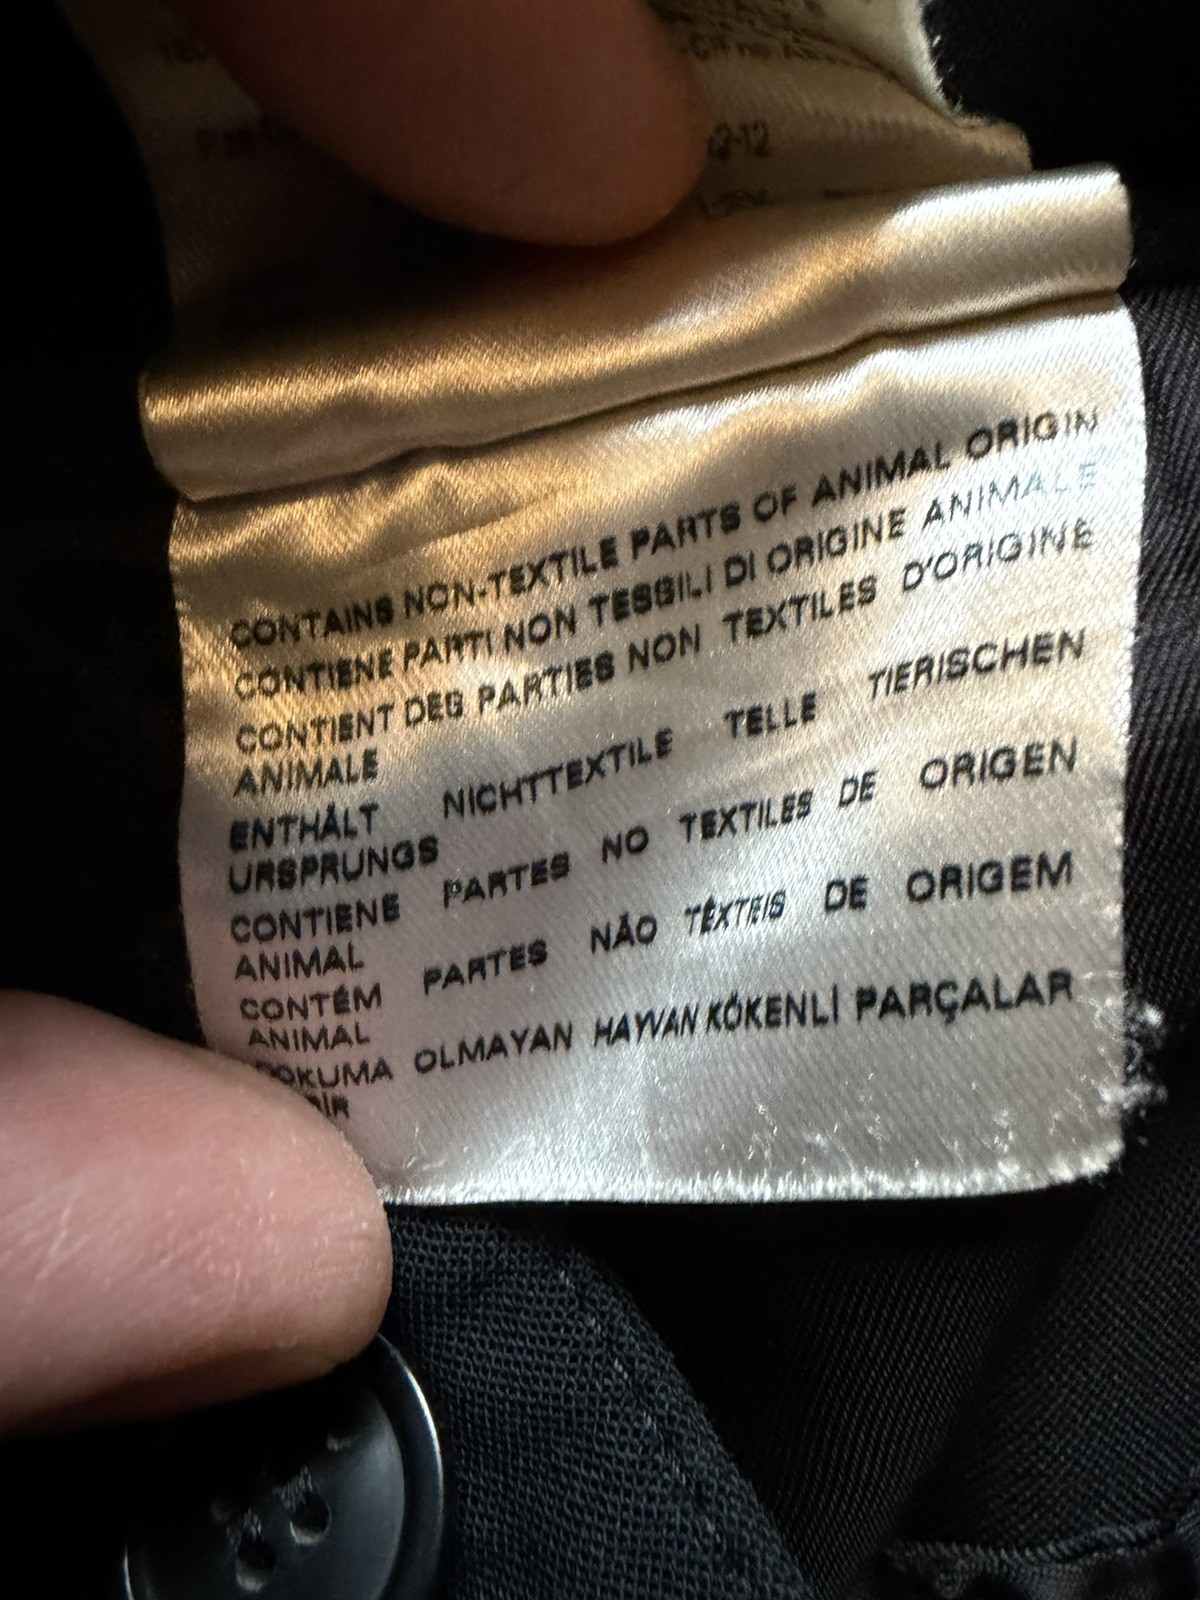 2-12
CONTAINS NON-TEXTILE PARTS OF ANIMAL ORIGIN
CONTIENE PARTI NON TESSILI DI ORIGINE ANIMALE
CONTIENT DES PARTIES NON TEXTILES D'ORIGINE
ANIMALE
ENTHÄLT NICHTTEXTILE TELLE TIERISCHEN
URSPRUNGS
CONTIENE PARTES NO TEXTILES DE ORIGEN
ANIMAL
CONTÉM PARTES NÃO TÊXTEIS DE ORIGEM
ANIMAL
DOKUMA OLMAYAN HAYVAN KÖKENLİ PARÇALAR